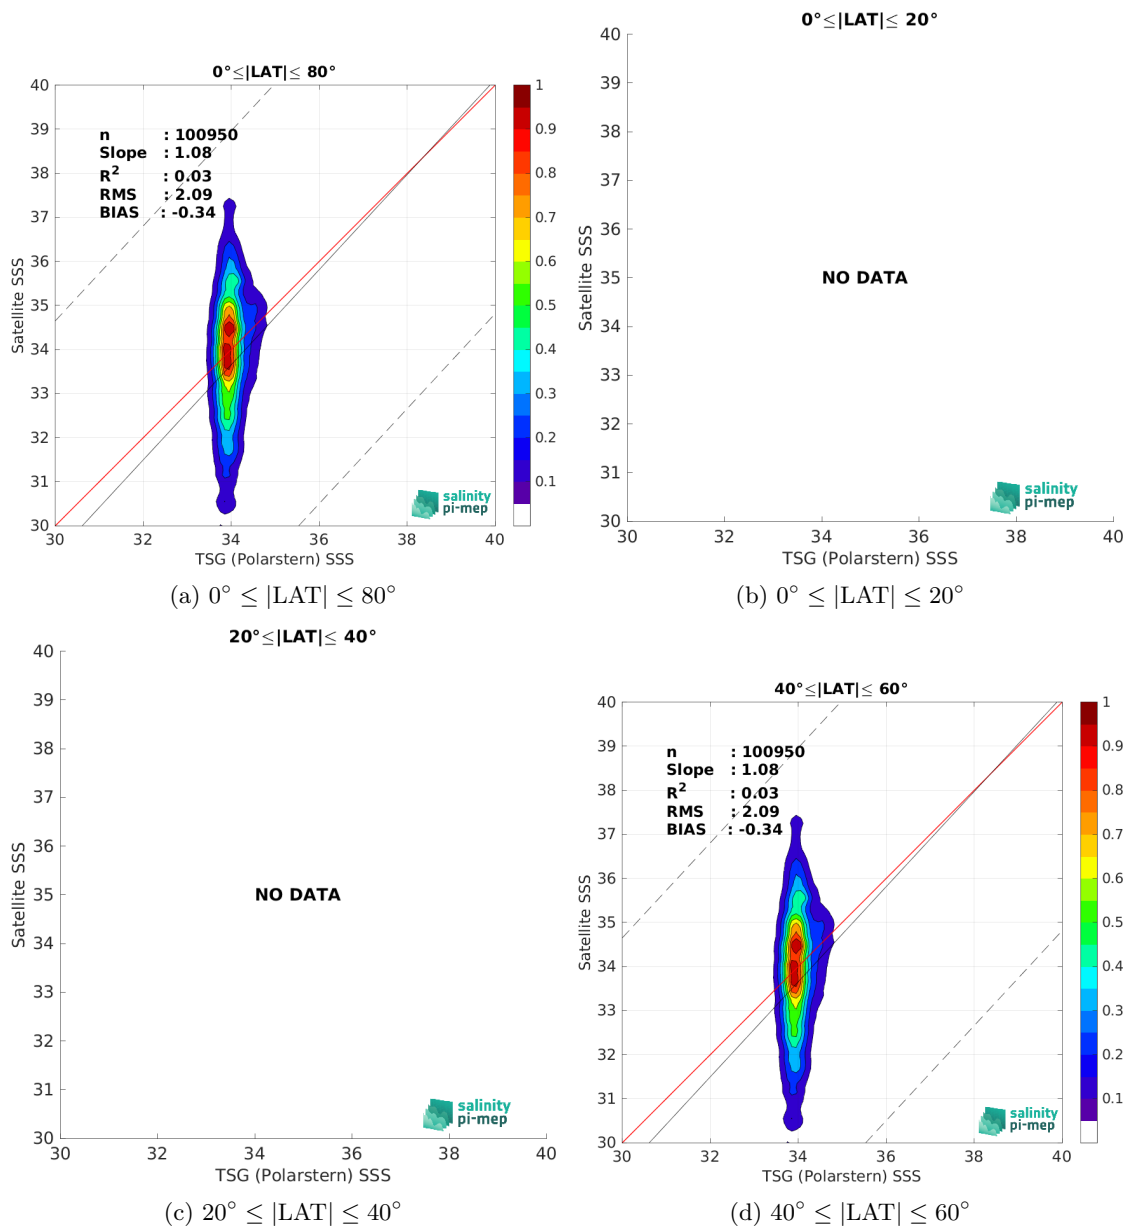 0°≤|LAT|≤ 80°
40
39
38
37
36
35
34
33
32
31
30
Satellite SSS
n : 100950
Slope : 1.08
R² : 0.03
RMS : 2.09
BIAS : -0.34
1
0.9
0.8
0.7
0.6
0.5
0.4
0.3
0.2
0.1
salinity
pi-mep
30 32 34 36 38 40
TSG (Polarstern) SSS
(a) 0° ≤ |LAT| ≤ 80°
0°≤|LAT|≤ 20°
40
39
38
37
36
35
34
33
32
31
30
Satellite SSS
NO DATA
salinity
pi-mep
30 32 34 36 38 40
TSG (Polarstern) SSS
(b) 0° ≤ |LAT| ≤ 20°
20°≤|LAT|≤ 40°
40
39
38
37
36
35
34
33
32
31
30
Satellite SSS
NO DATA
salinity
pi-mep
30 32 34 36 38 40
TSG (Polarstern) SSS
(c) 20° ≤ |LAT| ≤ 40°
40°≤|LAT|≤ 60°
40
39
38
37
36
35
34
33
32
31
30
Satellite SSS
n : 100950
Slope : 1.08
R² : 0.03
RMS : 2.09
BIAS : -0.34
1
0.9
0.8
0.7
0.6
0.5
0.4
0.3
0.2
0.1
salinity
pi-mep
30 32 34 36 38 40
TSG (Polarstern) SSS
(d) 40° ≤ |LAT| ≤ 60°